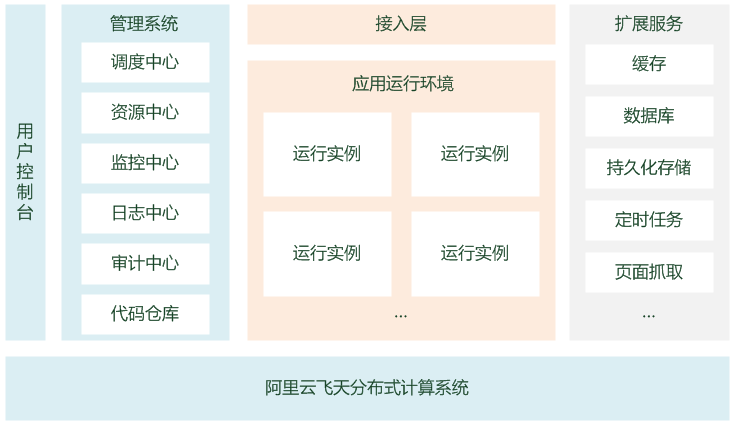 用户控制台
管理系统
调度中心
资源中心
监控中心
日志中心
审计中心
代码仓库
接入层
应用运行环境
运行实例
运行实例
运行实例
运行实例
...
扩展服务
缓存
数据库
持久化存储
定时任务
页面抓取
...
阿里云飞天分布式计算系统